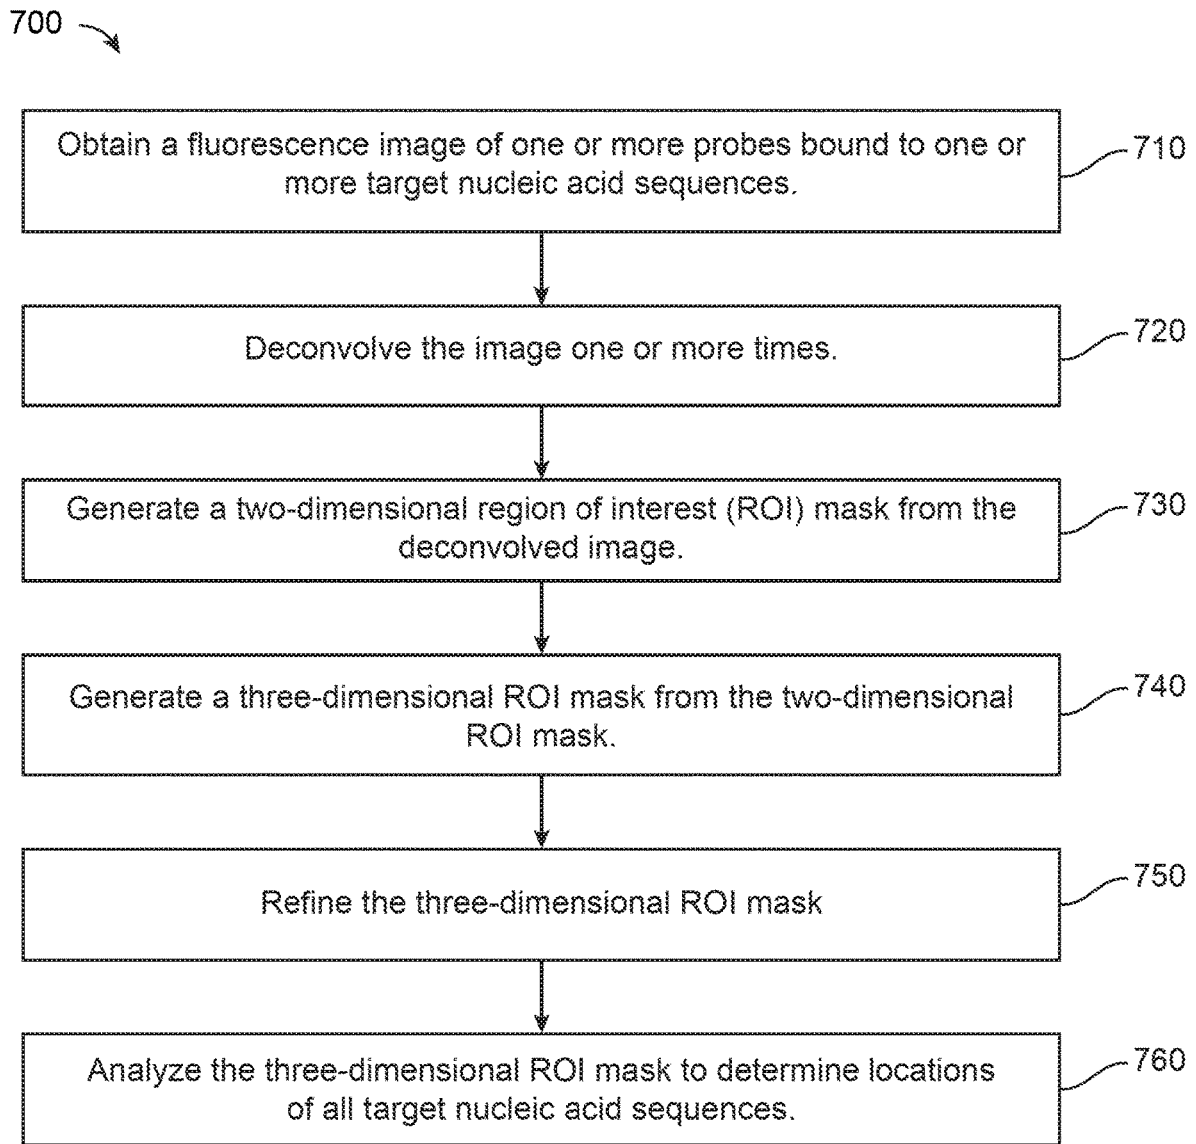 700
Obtain a fluorescence image of one or more probes bound to one or
more target nucleic acid sequences.
710
Deconvolve the image one or more times.
720
Generate a two-dimensional region of interest (ROI) mask from the
deconvolved image.
730
Generate a three-dimensional ROI mask from the two-dimensional
ROI mask.
740
Refine the three-dimensional ROI mask
750
Analyze the three-dimensional ROI mask to determine locations
of all target nucleic acid sequences.
760